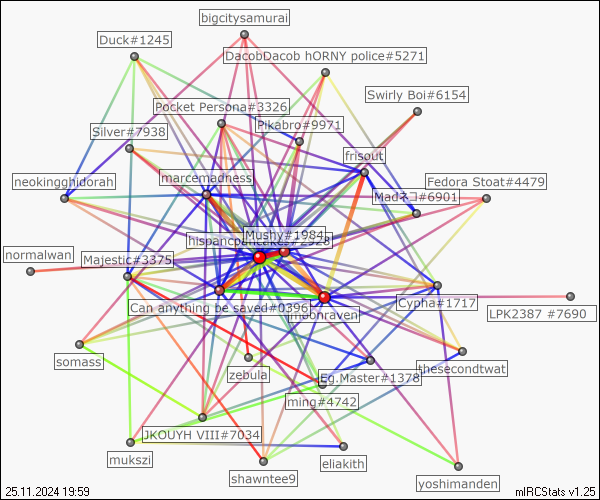 bigcitysamurai
Duck#1245
DacobDacob hORNY police#5271
Swirly Boi#6154
Pocket Persona#3326
Pikabro#9971
Silver#7938
frisout
neokingghidorah
marcemadness
Fedora Stoat#4479
Madネコ#6901
Mushy#1984
normalwan
Majestic#3375
Can anything be saved#0396
Cypha#1717
LPK2387 #7690
somass
zebula
Eg.Master#1378
thesecondtwat
ming#4742
JKOUYH VIII#7034
mukszi
shawntee9
eliakith
yoshimanden
25.11.2024 19:59
mIRCStats v1.25